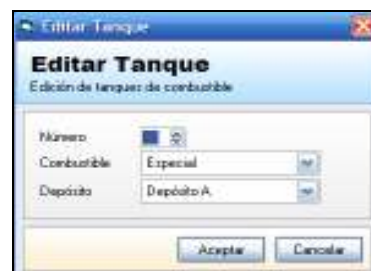 Editar Tanque
Editar Tanque
Edición de tanques de combustible
Número
Combustible Especial
Depósito Depósito A
Aceptar Cancelar